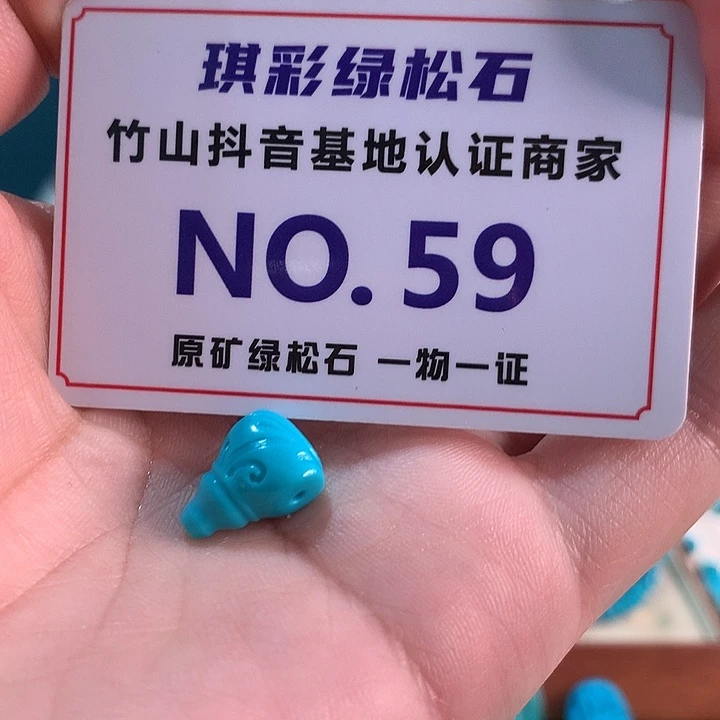 琪彩绿松石
竹山抖音基地认证商家
NO. 59
原矿绿松石 一物一证